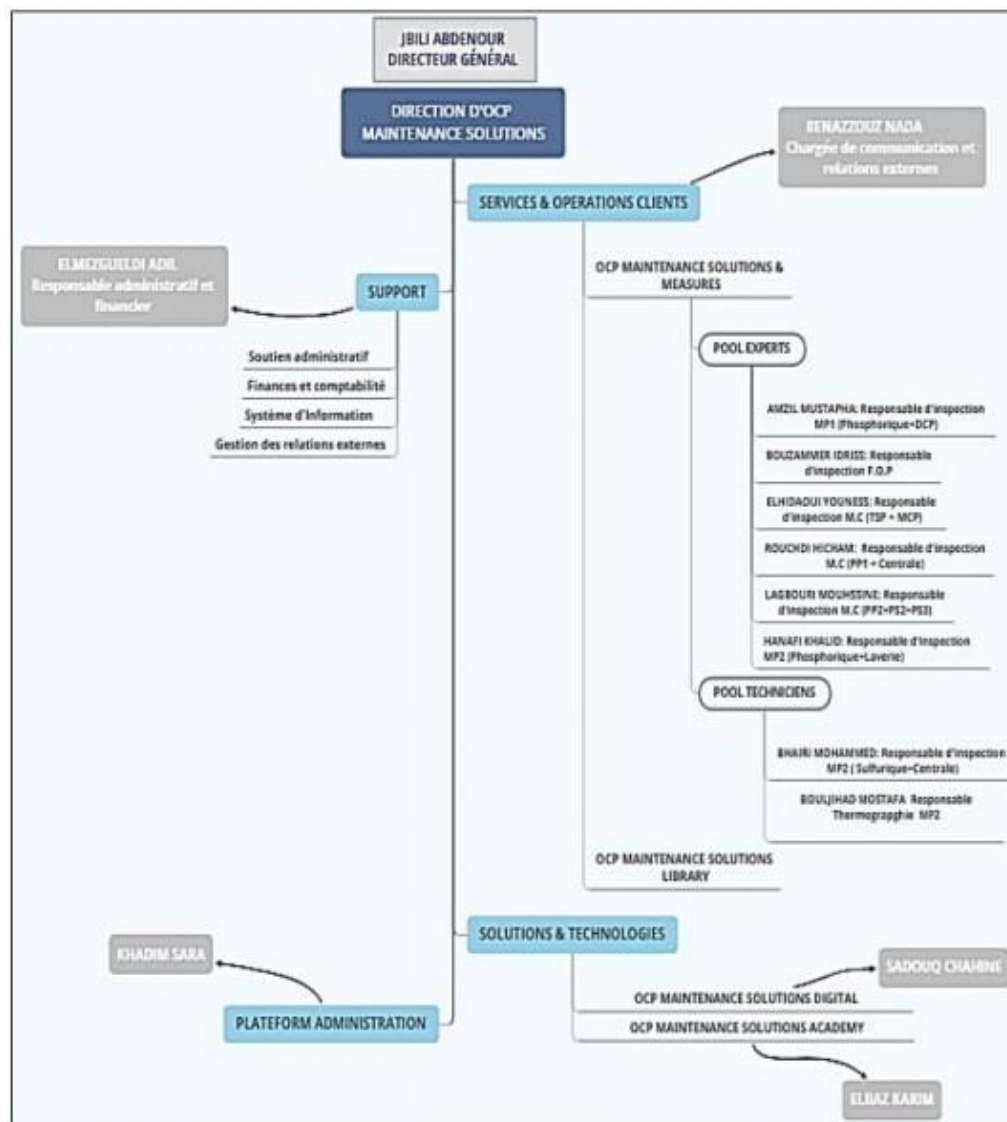 JBILI ABDENOUR
DIRECTEUR GÉNÉRAL
DIRECTION D'OCP
MAINTENANCE SOLUTIONS
BENAZZOUZ NADA
Chargée de communication et
relations externes
SERVICES & OPERATIONS CLIENTS
ELMEZGUELDI ADIL
Responsable administratif et
financier
SUPPORT
Soutien administratif
Finances et comptabilité
Système d'Information
Gestion des relations externes
OCP MAINTENANCE SOLUTIONS &
MEASURES
POOL EXPERTS
AMZIL MUSTAPHA: Responsable d'inspection
MP1 (Phosphorique+DCP)
BOUZAMMER IDRISS: Responsable
d'inspection F.O.P
ELHIDAOUI YOUNESS: Responsable
d'inspection M.C (TSP + MCP)
ROUCHDI HICHAM: Responsable d'inspection
M.C (PP1 + Centrale)
LAGBOURI MOUHSSINE: Responsable
d'inspection M.C (PP2+PS2+PS3)
HANAFI KHALID: Responsable d'inspection
MP2 (Phosphorique+Laverie)
POOL TECHNICIENS
BHAIRI MOHAMMED: Responsable d'inspection
MP2 ( Sulfurique+Centrale)
BOULJIHAD MOSTAFA Responsable
Thermograpghie MP2
OCP MAINTENANCE SOLUTIONS
LIBRARY
SOLUTIONS & TECHNOLOGIES
KHADIM SARA
SADOUQ CHAHINE
OCP MAINTENANCE SOLUTIONS DIGITAL
PLATEFORM ADMINISTRATION
OCP MAINTENANCE SOLUTIONS ACADEMY
ELBAZ KARIM